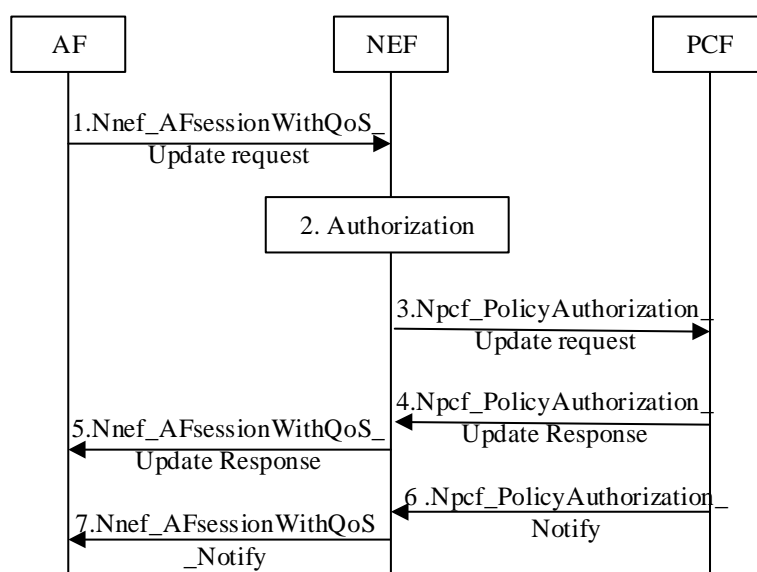 AF
NEF
PCF
1.Nnef_AFsessionWithQoS_
Update request
2. Authorization
3.Npcf_PolicyAuthorization_
Update request
4.Npcf_PolicyAuthorization_
Update Response
5.Nnef_AFsessionWithQoS_
Update Response
6 .Npcf_PolicyAuthorization_
Notify
7.Nnef_AFsessionWithQoS
_Notify